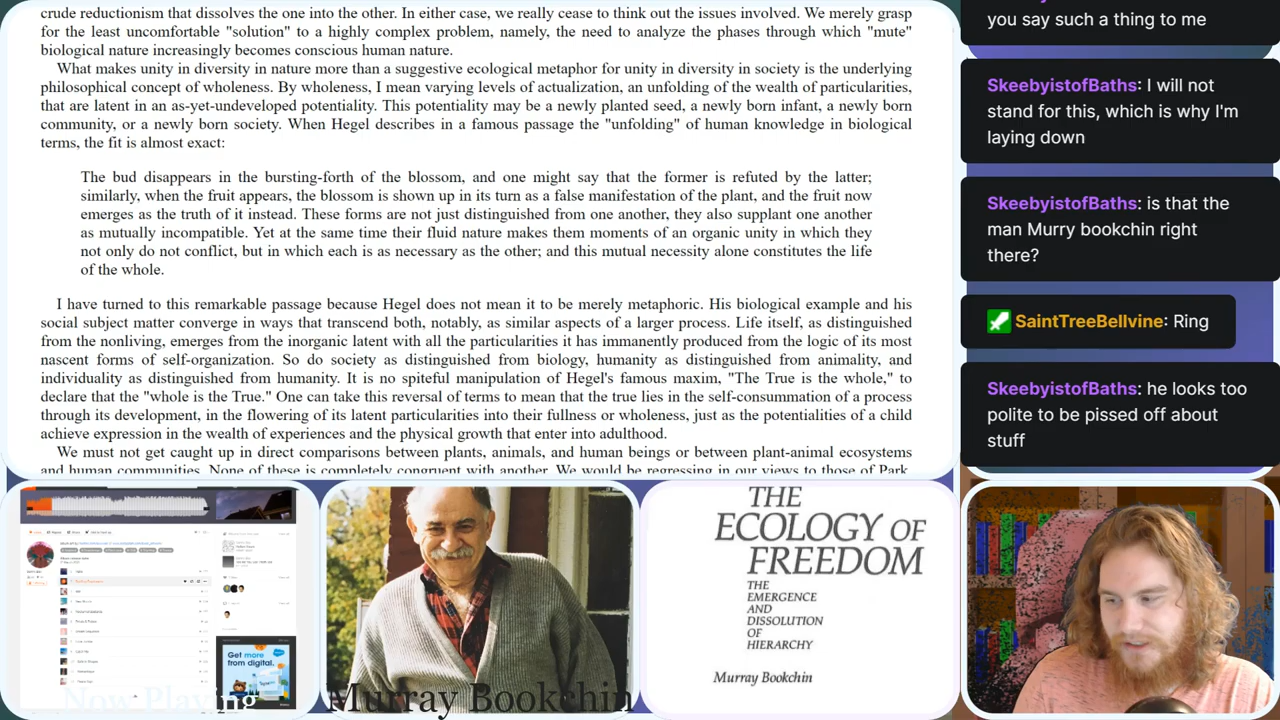 crude reductionism that dissolves the one into the other. In either case, we really cease to think out the issues involved. We merely grasp
for the least uncomfortable "solution" to a highly complex problem, namely, the need to analyze the phases through which "mute"
biological nature increasingly becomes conscious human nature.
What makes unity in diversity in nature more than a suggestive ecological metaphor for unity in diversity in society is the underlying
philosophical concept of wholeness. By wholeness, I mean varying levels of actualization, an unfolding of the wealth of particularities,
that are latent in an as-yet-undeveloped potentiality. This potentiality may be a newly planted seed, a newly born infant, a newly born
community, or a newly born society. When Hegel describes in a famous passage the "unfolding" of human knowledge in biological
terms, the fit is almost exact:
The bud disappears in the bursting-forth of the blossom, and one might say that the former is refuted by the latter;
similarly, when the fruit appears, the blossom is shown up in its turn as a false manifestation of the plant, and the fruit now
emerges as the truth of it instead. These forms are not just distinguished from one another, they also supplant one another
as mutually incompatible. Yet at the same time their fluid nature makes them moments of an organic unity in which they
not only do not conflict, but in which each is as necessary as the other; and this mutual necessity alone constitutes the life
of the whole.
I have turned to this remarkable passage because Hegel does not mean it to be merely metaphoric. His biological example and his
social subject matter converge in ways that transcend both, notably, as similar aspects of a larger process. Life itself, as distinguished
from the nonliving, emerges from the inorganic latent with all the particularities it has immanently produced from the logic of its most
nascent forms of self-organization. So do society as distinguished from biology, humanity as distinguished from animality, and
individuality as distinguished from humanity. It is no spiteful manipulation of Hegel's famous maxim, "The True is the whole," to
declare that the "whole is the True." One can take this reversal of terms to mean that the true lies in the self-consummation of a process
through its development, in the flowering of its latent particularities into their fullness or wholeness, just as the potentialities of a child
achieve expression in the wealth of experiences and the physical growth that enter into adulthood.
We must not get caught up in direct comparisons between plants, animals, and human beings or between plant-animal ecosystems
and human communities. None of these is completely congruent with another. We would be regressing in our views to those of Park,
you say such a thing to me
SkeebyistofBaths: I will not
stand for this, which is why I'm
laying down
SkeebyistofBaths: is that the
man Murry bookchin right
there?
SaintTreeBellvine: Ring
SkeebyistofBaths: he looks too
polite to be pissed off about
stuff
Get more
from digital.
Now Playing
Murray Bookchin
THE
ECOLOGY OF
FREEDOM
THE
EMERGENCE
AND
DISSOLUTION
OF
HIERARCHY
Murray Bookchin